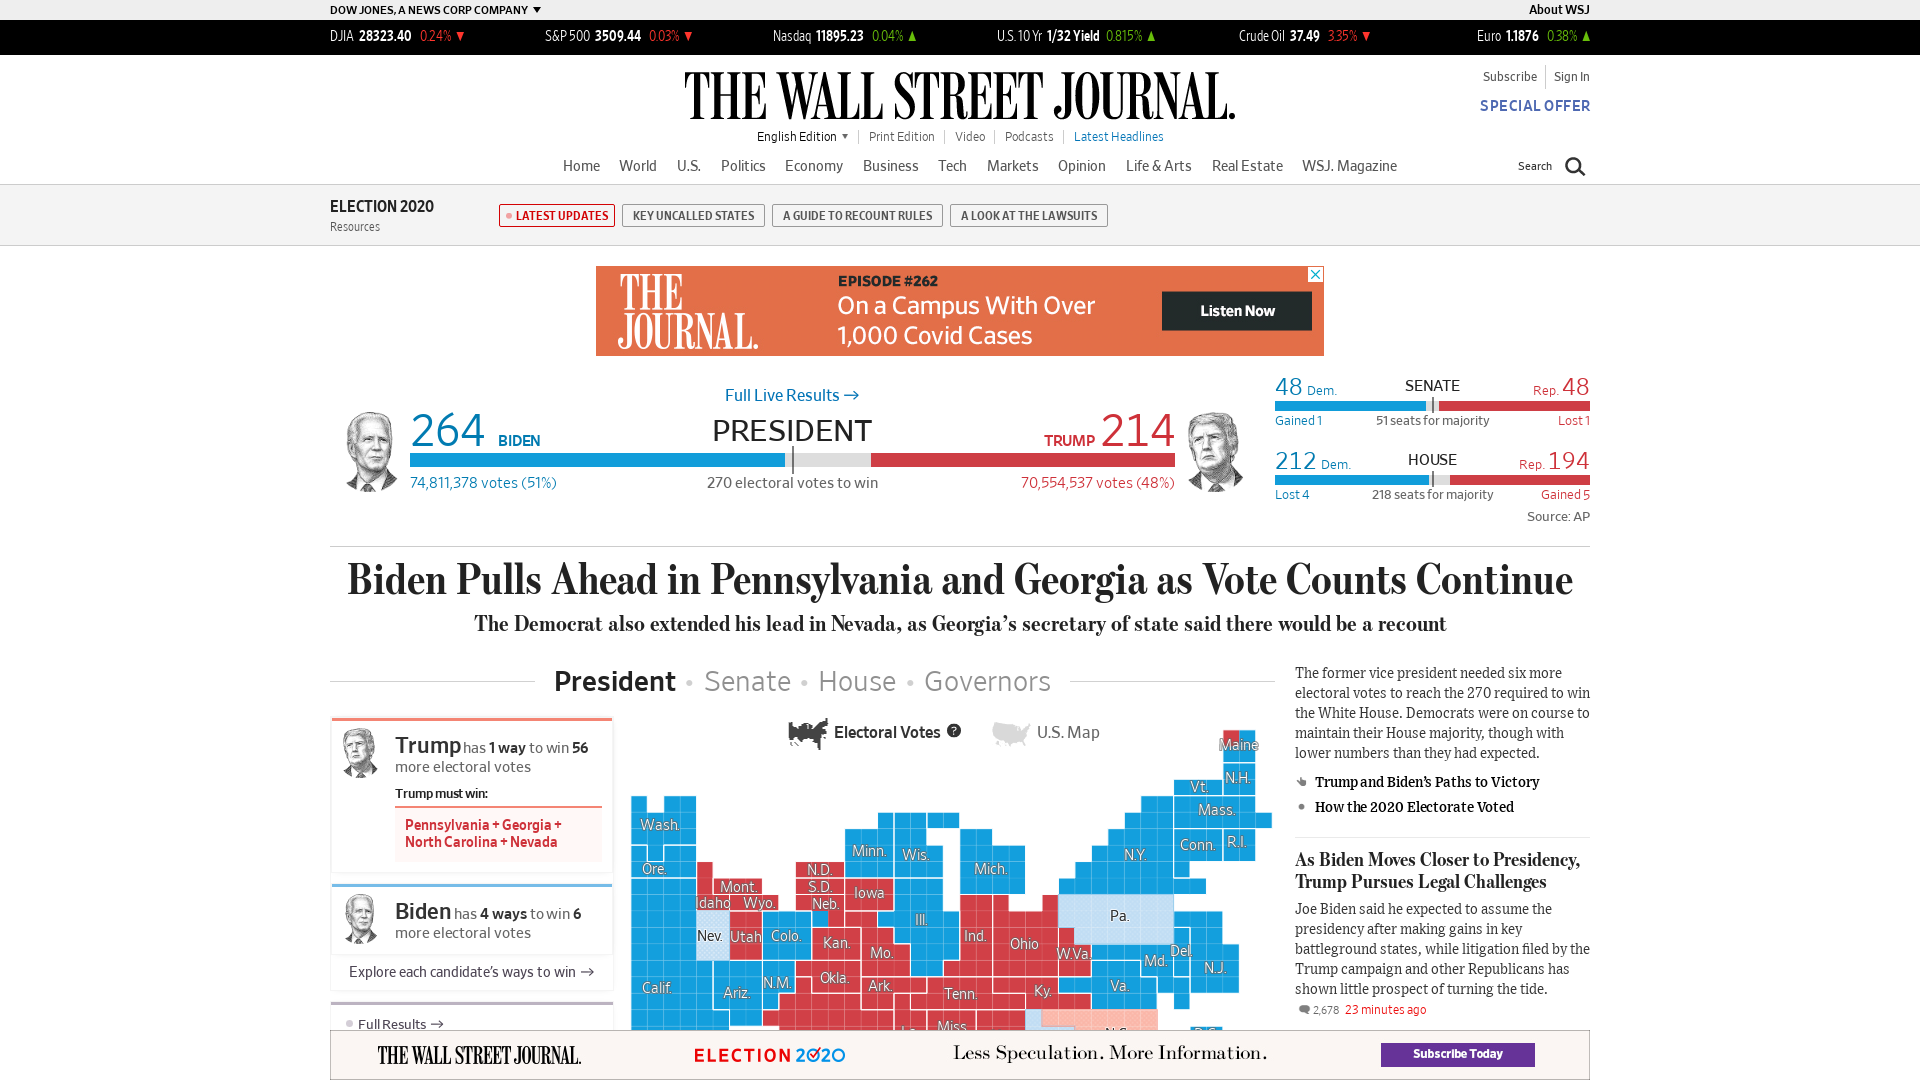 DOW JONES, A NEWS CORP COMPANY
About WSJ
DJIA 28323.40 0.24%
S&P 500 3509.44 0.03%
Nasdaq 11895.23 0.04%
U.S. 10 Yr 1/32 Yield 0.815%
Crude Oil 37.49 3.35%
Euro 1.1876 0.38%
THE WALL STREET JOURNAL.
Subscribe
Sign In
SPECIAL OFFER
English Edition
Print Edition
Video
Podcasts
Latest Headlines
Home
World
U.S.
Politics
Economy
Business
Tech
Markets
Opinion
Life & Arts
Real Estate
WSJ. Magazine
Search
ELECTION 2020
Resources
LATEST UPDATES
KEY UNCALLED STATES
A GUIDE TO RECOUNT RULES
A LOOK AT THE LAWSUITS
THE
JOURNAL.
EPISODE #262
On a Campus With Over
1,000 Covid Cases
Listen Now
Full Live Results →
264 BIDEN
PRESIDENT
TRUMP 214
74,811,378 votes (51%)
270 electoral votes to win
70,554,537 votes (48%)
48 Dem.
SENATE
Rep. 48
Gained 1
51 seats for majority
Lost 1
212 Dem.
HOUSE
Rep. 194
Lost 4
218 seats for majority
Gained 5
Source: AP
Biden Pulls Ahead in Pennsylvania and Georgia as Vote Counts Continue
The Democrat also extended his lead in Nevada, as Georgia’s secretary of state said there would be a recount
President • Senate • House • Governors
Trump has 1 way to win 56
more electoral votes
Trump must win:
Pennsylvania + Georgia +
North Carolina + Nevada
Biden has 4 ways to win 6
more electoral votes
Explore each candidate’s ways to win →
Full Results →
Electoral Votes ?
U.S. Map
Maine
Vt.
N.H.
Mass.
Wash.
Minn.
Wis.
Mich.
N.Y.
Conn.
R.I.
Ore.
Mont.
N.D.
S.D.
Iowa
Idaho
Wyo.
Neb.
Ill.
Pa.
Nev.
Utah
Colo.
Kan.
Mo.
Ind.
Ohio
W.Va.
Md.
Del.
N.J.
Calif.
Ariz.
N.M.
Okla.
Ark.
Tenn.
Ky.
Va.
Miss.
The former vice president needed six more
electoral votes to reach the 270 required to win
the White House. Democrats were on course to
maintain their House majority, though with
lower numbers than they had expected.
Trump and Biden’s Paths to Victory
How the 2020 Electorate Voted
As Biden Moves Closer to Presidency,
Trump Pursues Legal Challenges
Joe Biden said he expected to assume the
presidency after making gains in key
battleground states, while litigation filed by the
Trump campaign and other Republicans has
shown little prospect of turning the tide.
2,678 23 minutes ago
THE WALL STREET JOURNAL.
ELECTION 2020
Less Speculation. More Information.
Subscribe Today